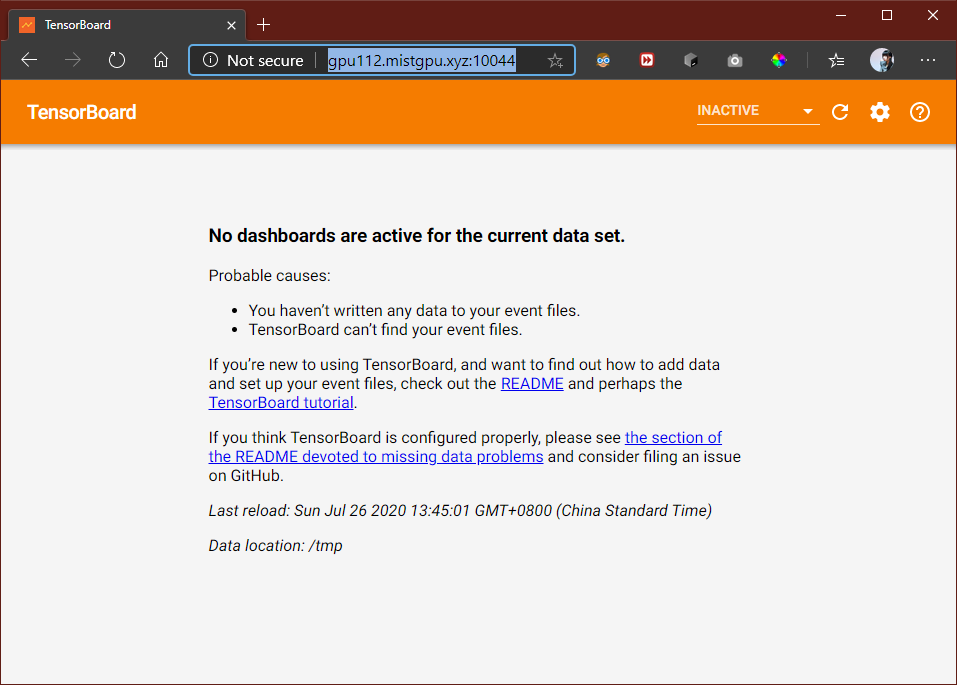 TensorBoard
Not secure
gpu112.mistgpu.xyz:10044
TensorBoard
INACTIVE
No dashboards are active for the current data set.
Probable causes:
• You haven’t written any data to your event files.
• TensorBoard can’t find your event files.
If you’re new to using TensorBoard, and want to find out how to add data
and set up your event files, check out the README and perhaps the
TensorBoard tutorial.
If you think TensorBoard is configured properly, please see the section of
the README devoted to missing data problems and consider filing an issue
on GitHub.
Last reload: Sun Jul 26 2020 13:45:01 GMT+0800 (China Standard Time)
Data location: /tmp